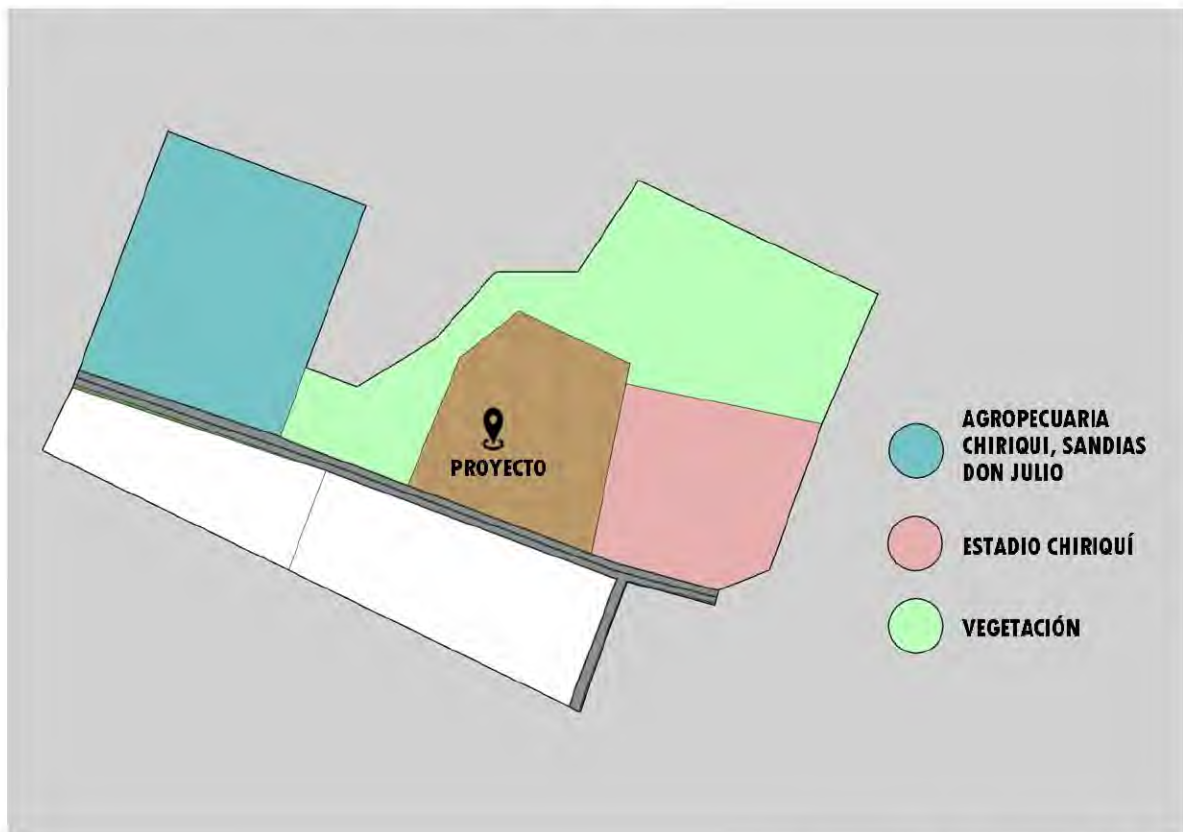 PROYECTO
AGROPECUARIA
CHIRIQUI, SANDIAS
DON JULIO
ESTADIO CHIRIQUÍ
VEGETACIÓN